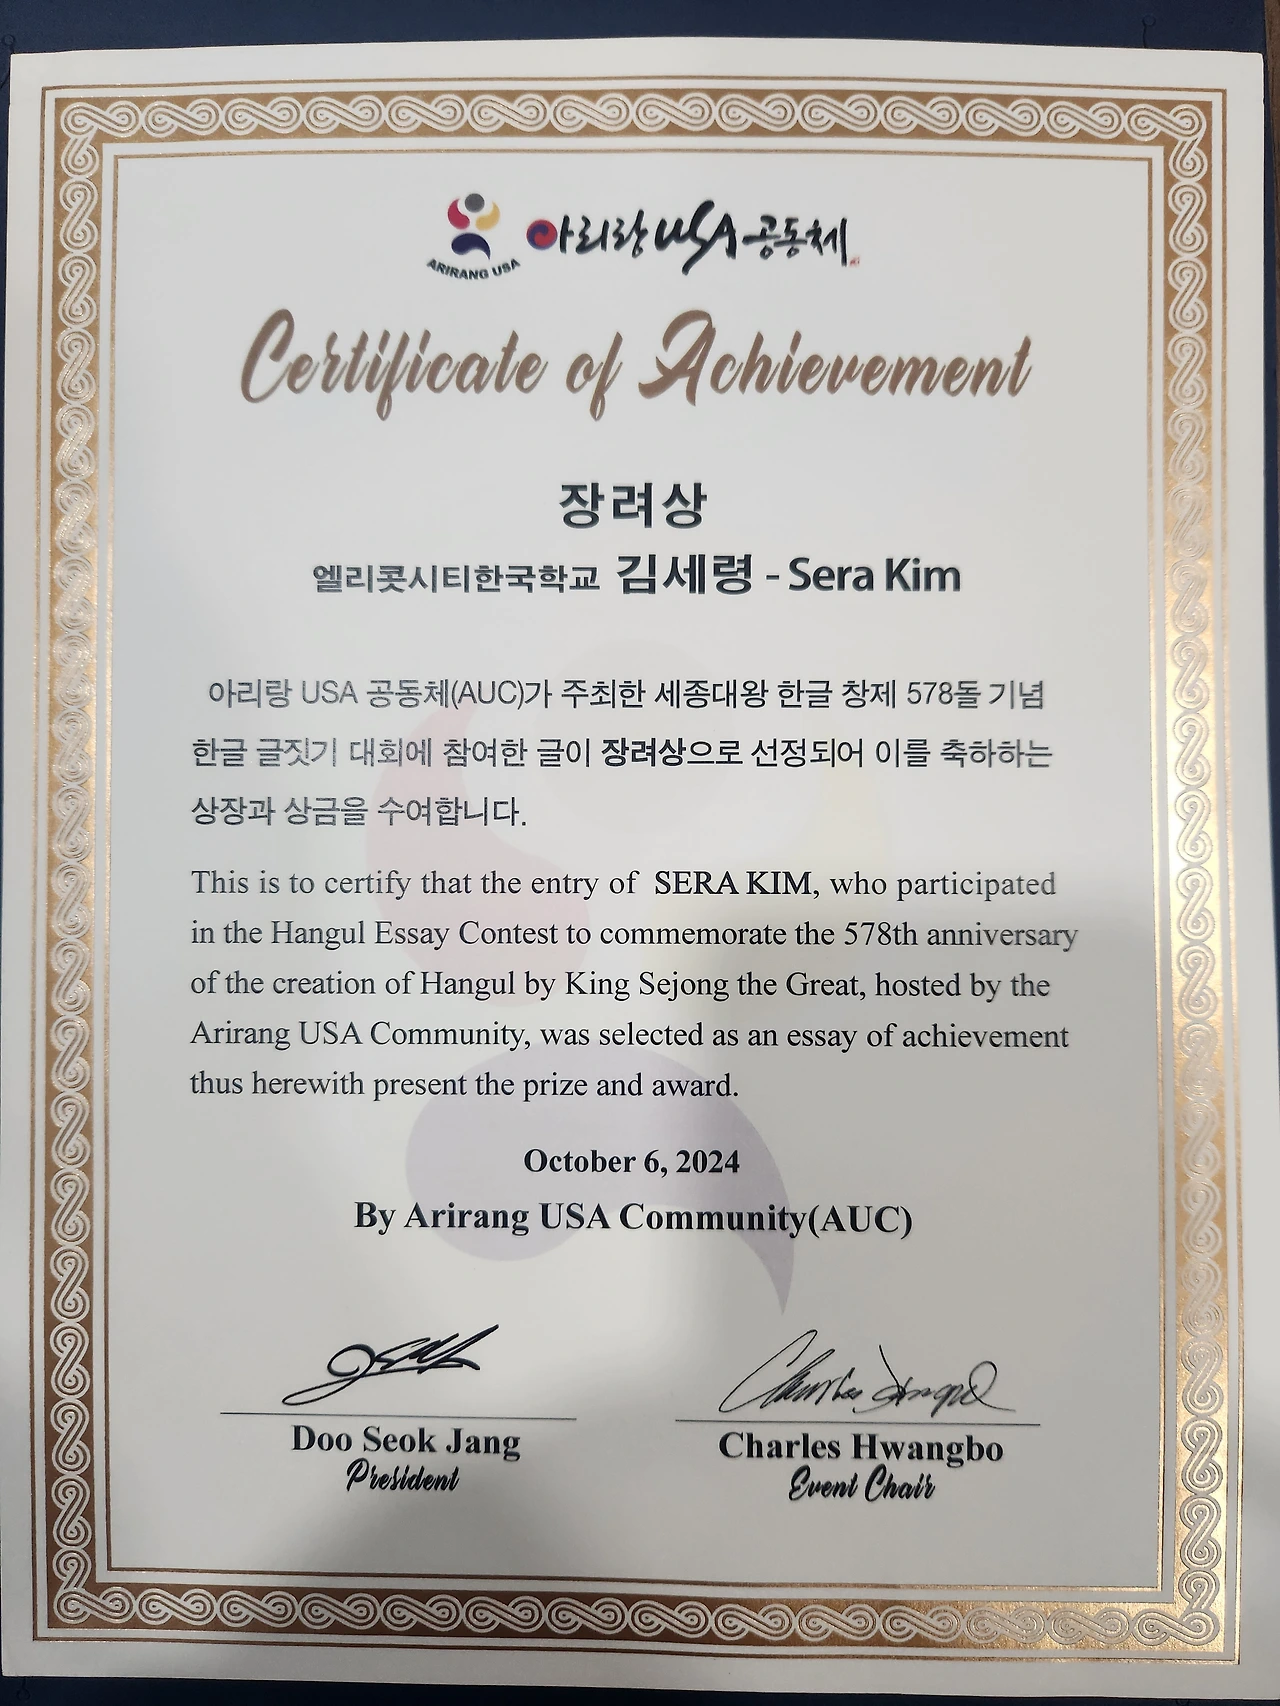 ARIRANG USA
아리랑 USA 공동체
Certificate of Achievement
장려상
엘리콧시티한국학교 김세령 - Sera Kim
아리랑 USA 공동체(AUC)가 주최한 세종대왕 한글 창제 578돌 기념
한글 글짓기 대회에 참여한 글이 장려상으로 선정되어 이를 축하하는
상장과 상금을 수여합니다.
This is to certify that the entry of SERA KIM, who participated
in the Hangul Essay Contest to commemorate the 578th anniversary
of the creation of Hangul by King Sejong the Great, hosted by the
Arirang USA Community, was selected as an essay of achievement
thus herewith present the prize and award.
October 6, 2024
By Arirang USA Community(AUC)
Charles Hwangbo
Doo Seok Jang
President
Charles Hwangbo
Event Chair